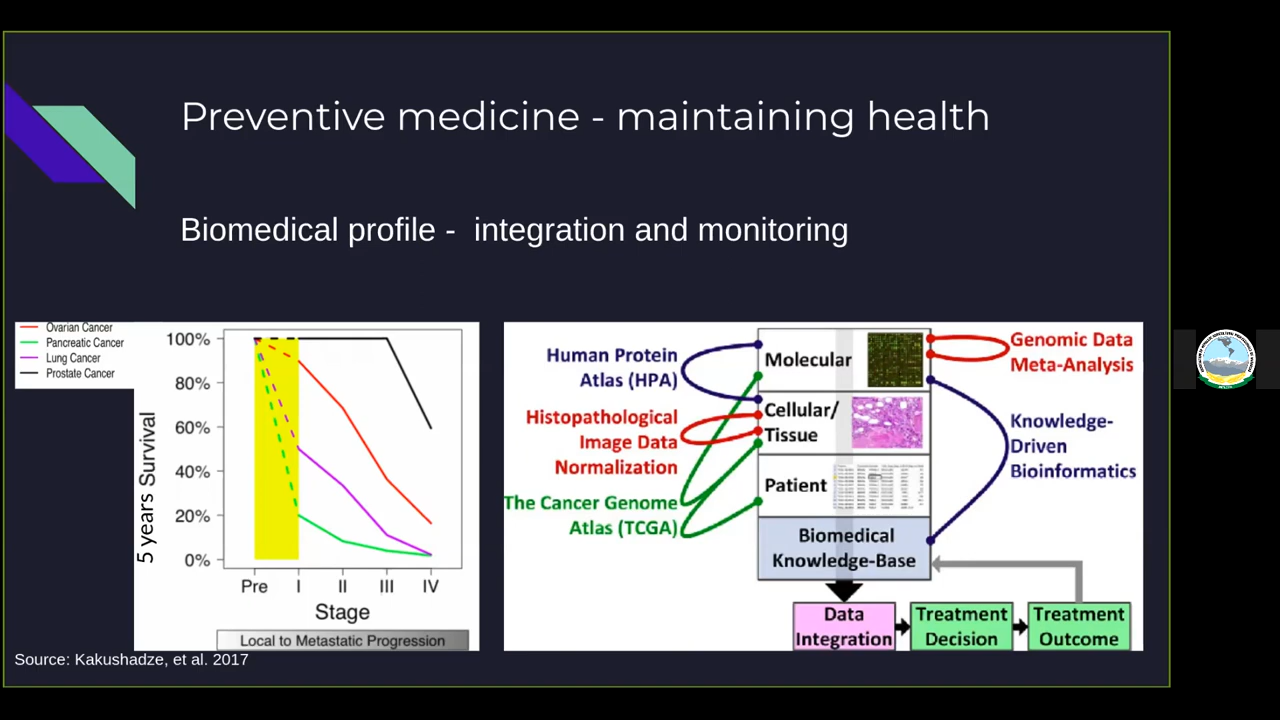 Preventive medicine - maintaining health
Biomedical profile - integration and monitoring
Ovarian Cancer
Pancreatic Cancer
Lung Cancer
Prostate Cancer
5 years Survival
100%
80%
60%
40%
20%
0%
Pre I II III IV
Stage
Local to Metastatic Progression
Human Protein
Atlas (HPA)
Histopathological
Image Data
Normalization
The Cancer Genome
Atlas (TCGA)
Molecular
Cellular/
Tissue
Patient
Biomedical
Knowledge-Base
Genomic Data
Meta-Analysis
Knowledge-
Driven
Bioinformatics
Data
Integration
Treatment
Decision
Treatment
Outcome
Source: Kakushadze, et al. 2017